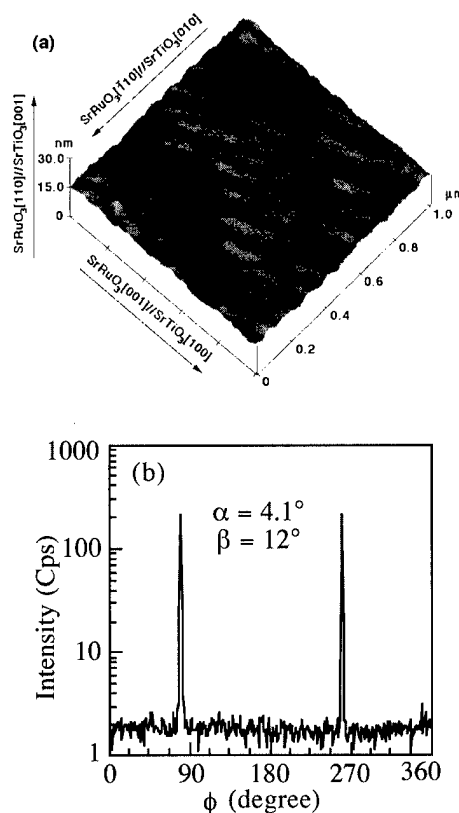 (a)
SrRuO3[1̄10]//SrTiO3[010]
SrRuO3[110]//SrTiO3[001]
nm
30.0
15.0
0
μm
1.0
0.8
0.6
0.4
0.2
0
SrRuO3[001]//SrTiO3[100]
(b)
α = 4.1°
β = 12°
1000
100
10
1
Intensity (Cps)
0 90 180 270 360
ϕ (degree)